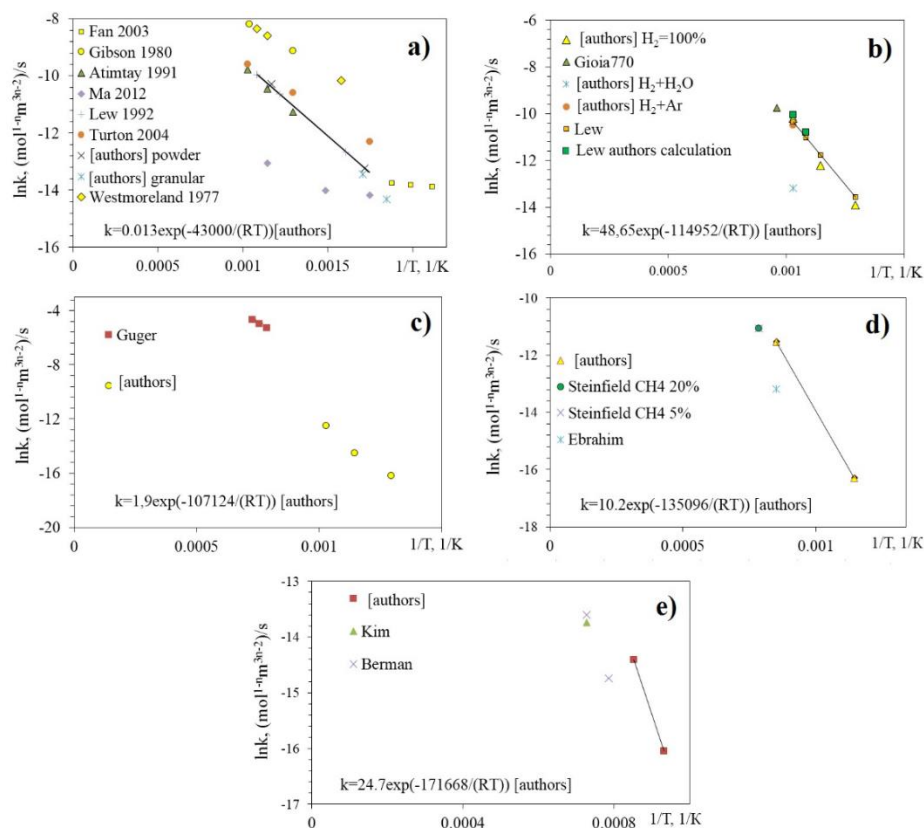 a)
-8
-10
-12
-14
-16
0
0.0005
0.001
0.0015
lnk, (mol1-nm3n-2)/s
1/T, 1/K
Fan 2003
Gibson 1980
Atimtay 1991
Ma 2012
Lew 1992
Turton 2004
[authors] powder
[authors] granular
Westmoreland 1977
k=0.013exp(-43000/(RT))[authors]
b)
-6
-8
-10
-12
-14
-16
0
0.0005
0.001
lnk, (mol1-nm3n-2)/s
1/T, 1/K
[authors] H2=100%
Gioia770
[authors] H2+H2O
[authors] H2+Ar
Lew
Lew authors calculation
k=48,65exp(-114952/(RT)) [authors]
c)
-4
-8
-12
-16
-20
0
0.0005
0.001
lnk, (mol1-nm3n-2)/s
1/T, 1/K
Guger
[authors]
k=1,9exp(-107124/(RT)) [authors]
d)
-10
-12
-14
-16
-18
0
0.0005
0.001
lnk, (mol1-nm3n-2)/s
1/T, 1/K
[authors]
Steinfield CH4 20%
Steinfield CH4 5%
Ebrahim
k=10.2exp(-135096/(RT)) [authors]
e)
-13
-14
-15
-16
-17
0
0.0004
0.0008
lnk, (mol1-nm3n-2)/s
1/T, 1/K
[authors]
Kim
Berman
k=24.7exp(-171668/(RT)) [authors]